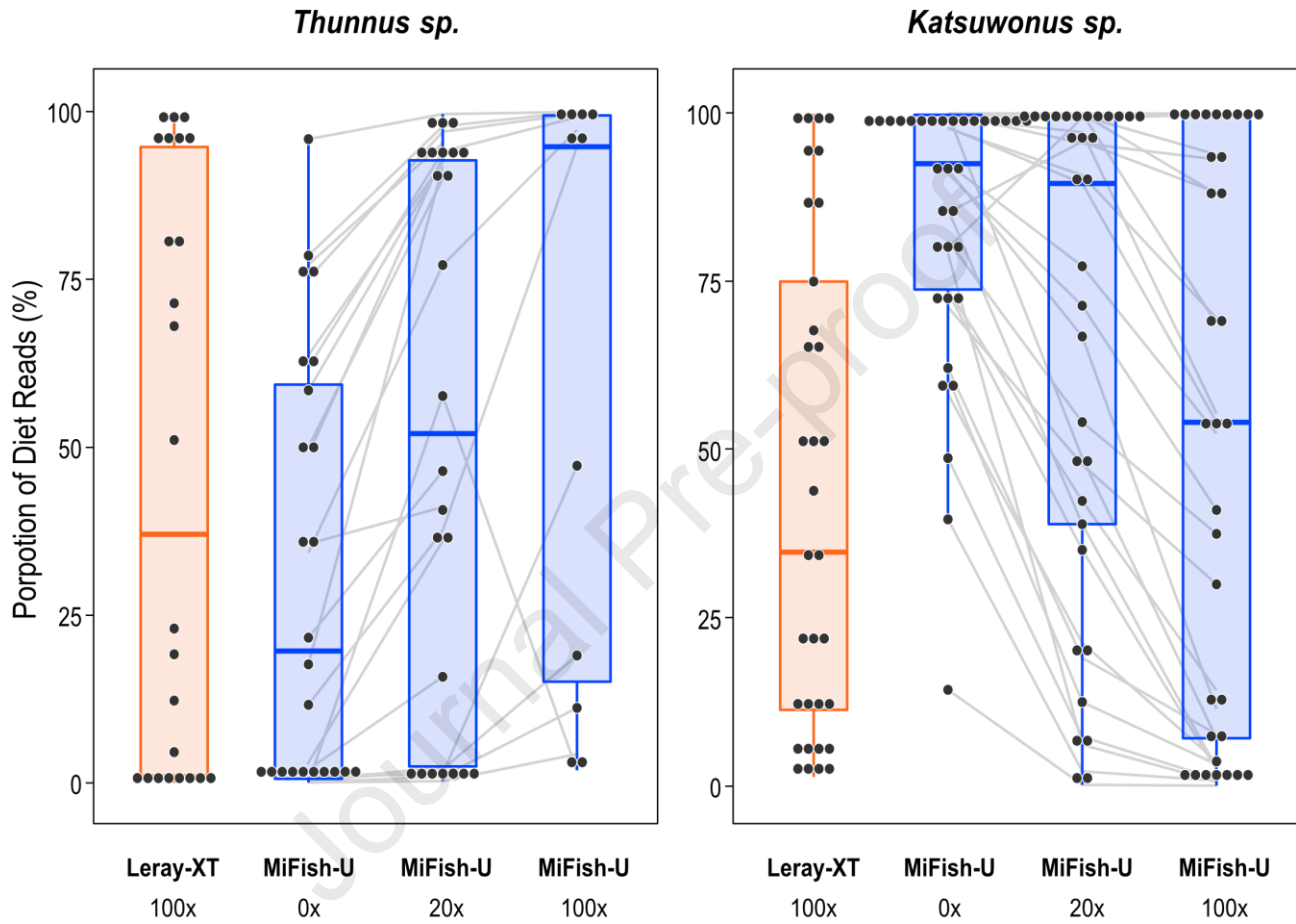 Thunnus sp.
Katsuwonus sp.
Porpotion of Diet Reads (%)
100
75
50
25
0
100
75
50
25
0
Leray-XT MiFish-U MiFish-U MiFish-U
100x 0x 20x 100x
Leray-XT MiFish-U MiFish-U MiFish-U
100x 0x 20x 100x
Journal Pre-proof